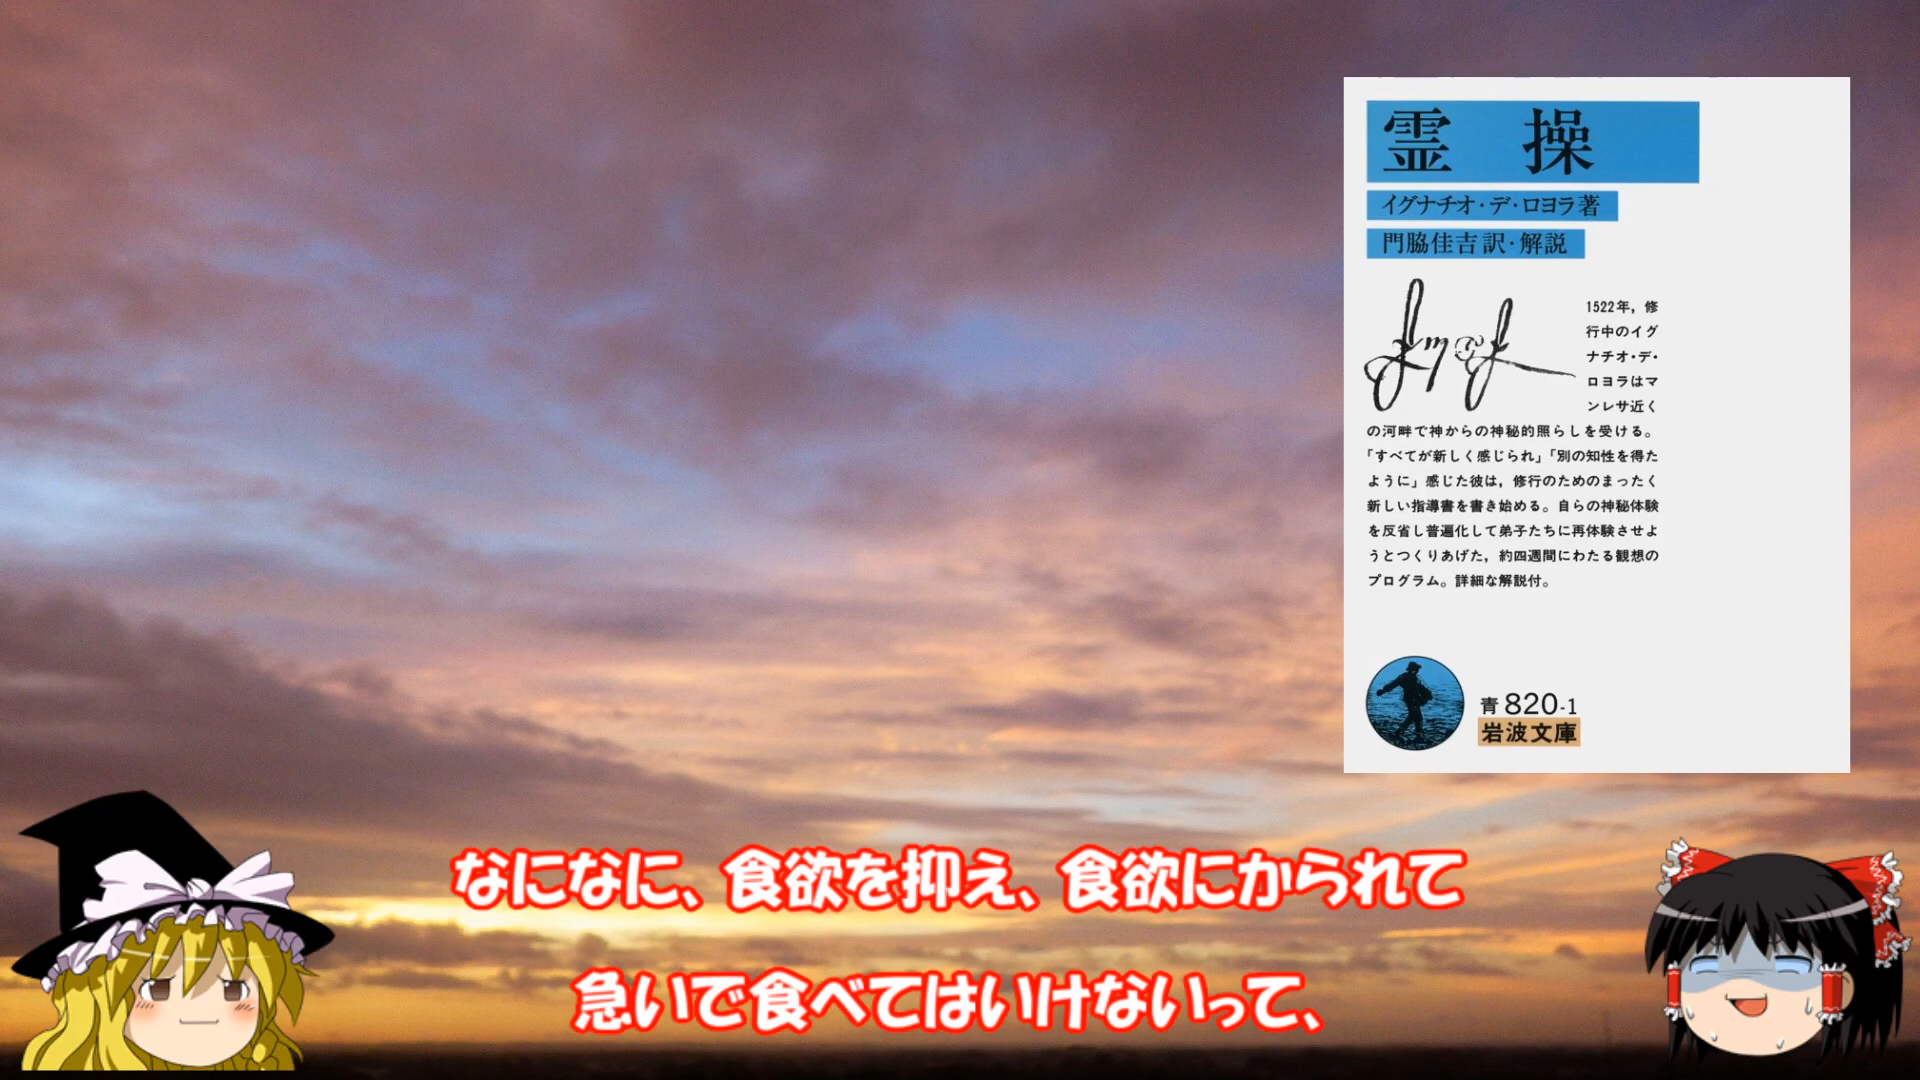 霊 操
イグナチオ・デ・ロヨラ著
門脇佳吉訳・解説
1522年，修
行中のイグ
ナチオ・デ・
ロヨラはマ
ンレサ近く
の河畔で神からの神秘的照らしを受ける。
「すべてが新しく感じられ」「別の知性を得た
ように」感じた彼は，修行のためのまったく
新しい指導書を書き始める。自らの神秘体験
を反省し普遍化して弟子たちに再体験させよ
うとつくりあげた，約四週間にわたる観想の
プログラム。詳細な解説付。
青 820-1
岩波文庫
なになに、食欲を抑え、食欲にかられて
急いで食べてはいけないって、